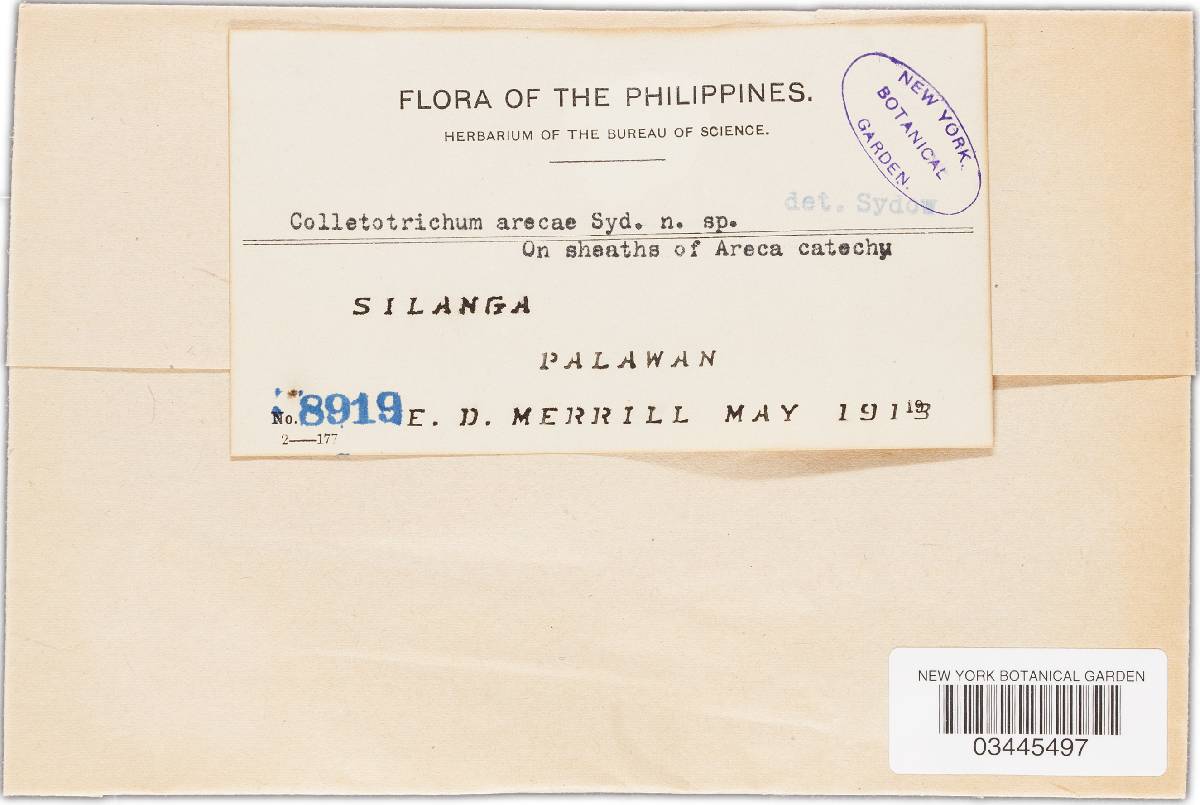 FLORA OF THE PHILIPPINES.
HERBARIUM OF THE BUREAU OF SCIENCE.
NEW YORK.
BOTANICAL
GARDEN.
det. Sydow
Colletotrichum arecae Syd. n. sp.
On sheaths of Areca catechu
SILANGA
PALAWAN
No. 8919 E. D. MERRILL MAY 1913
2—177
NEW YORK BOTANICAL GARDEN
03445497